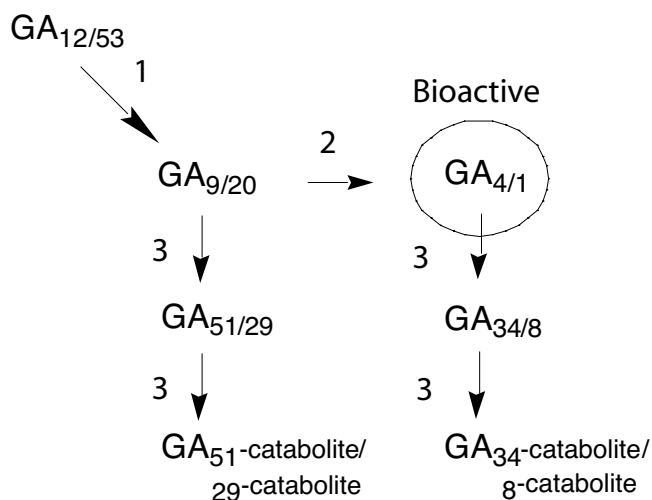 GA12/53
1
Bioactive
2
GA9/20
GA4/1
3
3
GA51/29
GA34/8
3
3
GA51-catabolite/
29-catabolite
GA34-catabolite/
8-catabolite